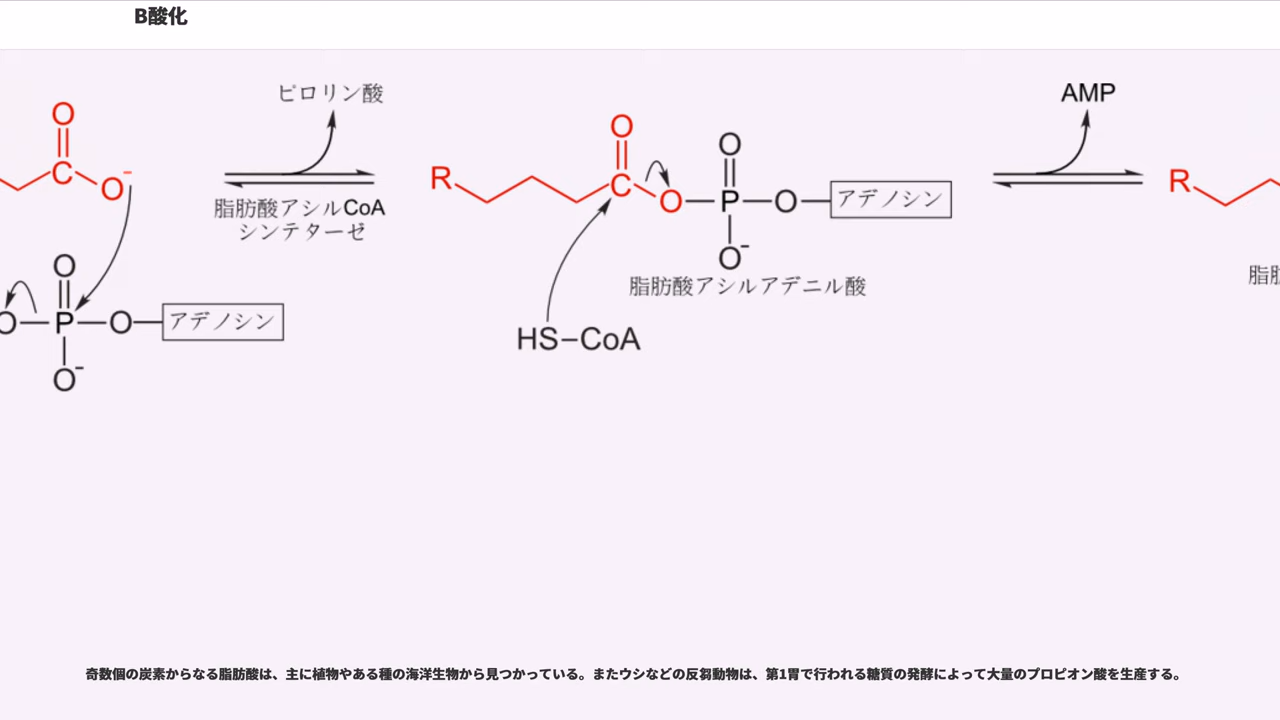 B酸化
ピロリン酸
AMP
O
C
O⁻
脂肪酸アシルCoA
シンテターゼ
R
O
C
O
O
P
O
アデノシン
O⁻
脂肪酸アシルアデニル酸
HS–CoA
R
脂
O
O
P
O
アデノシン
O⁻
奇数個の炭素からなる脂肪酸は、主に植物やある種の海洋生物から見つかっている。またウシなどの反芻動物は、第1胃で行われる糖質の発酵によって大量のプロピオン酸を生産する。